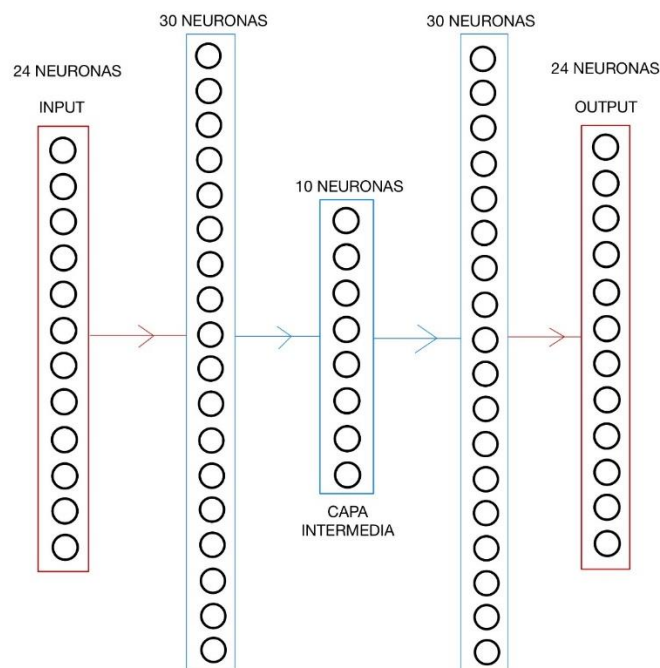 24 NEURONAS
INPUT
30 NEURONAS
10 NEURONAS
CAPA
INTERMEDIA
30 NEURONAS
24 NEURONAS
OUTPUT